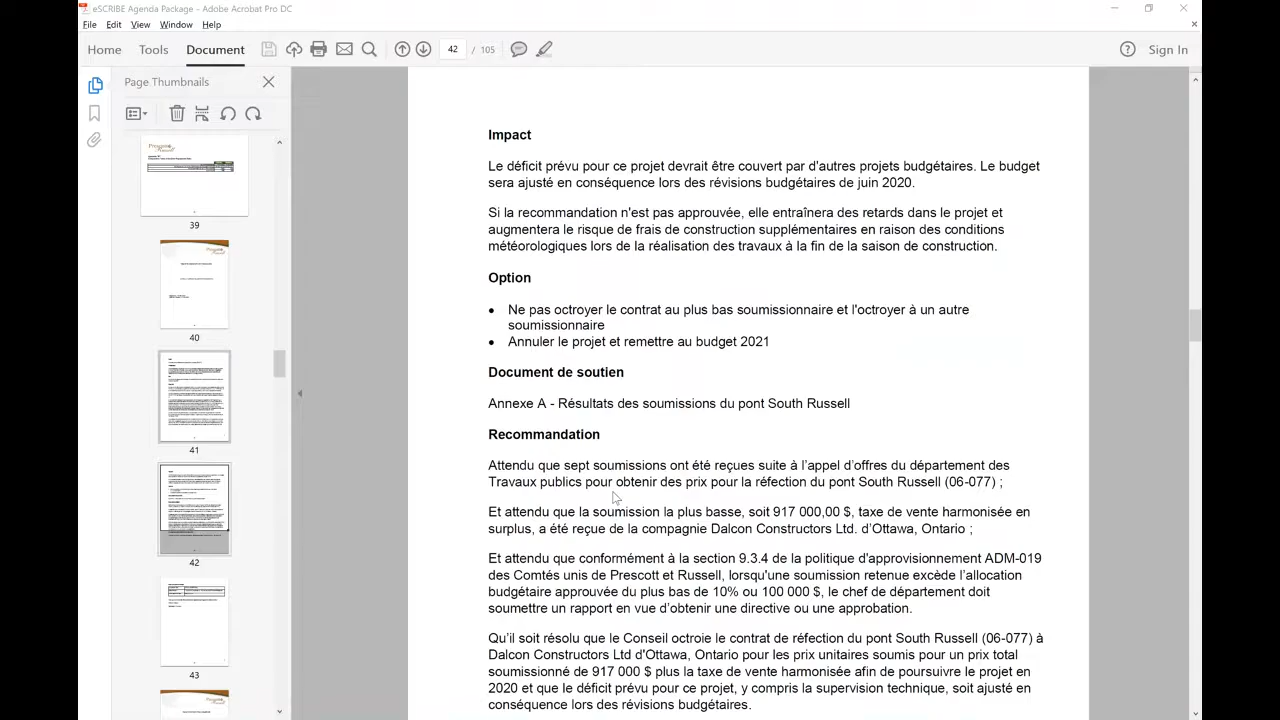 eSCRIBE Agenda Package - Adobe Acrobat Pro DC
File Edit View Window Help
Home Tools Document 42 / 105 Sign In
Page Thumbnails
39
40
41
42
43
Impact
Le déficit prévu pour ce projet devrait être couvert par d'autres projets budgétaires. Le budget
sera ajusté en conséquence lors des révisions budgétaires de juin 2020.
Si la recommandation n'est pas approuvée, elle entraînera des retards dans le projet et
augmentera le risque de frais de construction supplémentaires en raison des conditions
météorologiques lors de la réalisation des travaux à la fin de la saison de construction.
Option
• Ne pas octroyer le contrat au plus bas soumissionnaire et l'octroyer à un autre
soumissionnaire
• Annuler le projet et remettre au budget 2021
Document de soutien
Annexe A - Résultats des soumissions du pont South Russell
Recommandation
Attendu que sept soumissions ont été reçues suite à l'appel d'offres du département des
Travaux publics pour obtenir des prix pour la réfection du pont South Russell (06-077) ;
Et attendu que la soumission la plus basse, soit 917 000,00 $, taxe de vente harmonisée en
surplus, a été reçue de la compagnie Dalcon Constructors Ltd. d'Ottawa, Ontario ;
Et attendu que conformément à la section 9.3.4 de la politique d'approvisionnement ADM-019
des Comtés unis de Prescott et Russell, lorsqu'une soumission retenue excède l'allocation
budgétaire approuvée du plus bas de 10% ou 100 000 $, le chef de département doit
soumettre un rapport en vue d'obtenir une directive ou une approbation.
Qu'il soit résolu que le Conseil octroie le contrat de réfection du pont South Russell (06-077) à
Dalcon Constructors Ltd d'Ottawa, Ontario pour les prix unitaires soumis pour un prix total
soumissionné de 917 000 $ plus la taxe de vente harmonisée afin de poursuivre le projet en
2020 et que le déficit prévu pour ce projet, y compris la supervision technique, soit ajusté en
conséquence lors des révisions budgétaires.